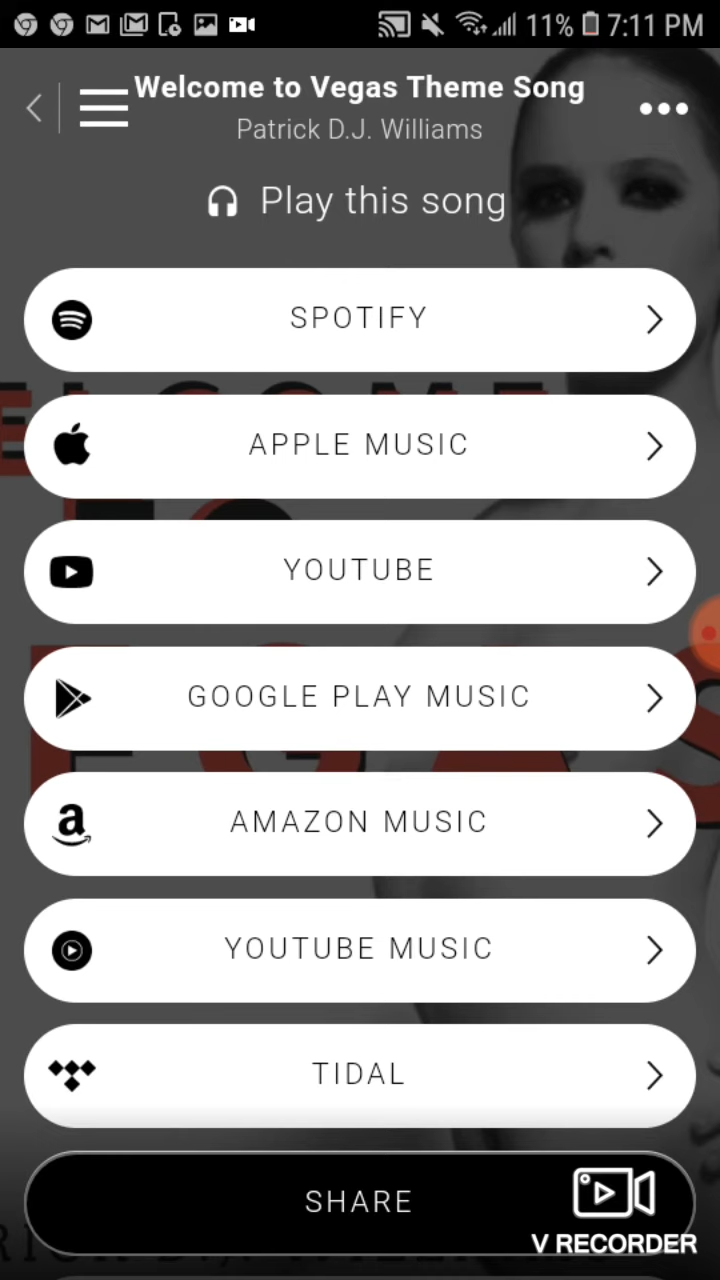 11% 7:11 PM
Welcome to Vegas Theme Song
Patrick D.J. Williams
Play this song
SPOTIFY
APPLE MUSIC
YOUTUBE
GOOGLE PLAY MUSIC
AMAZON MUSIC
YOUTUBE MUSIC
TIDAL
SHARE
V RECORDER